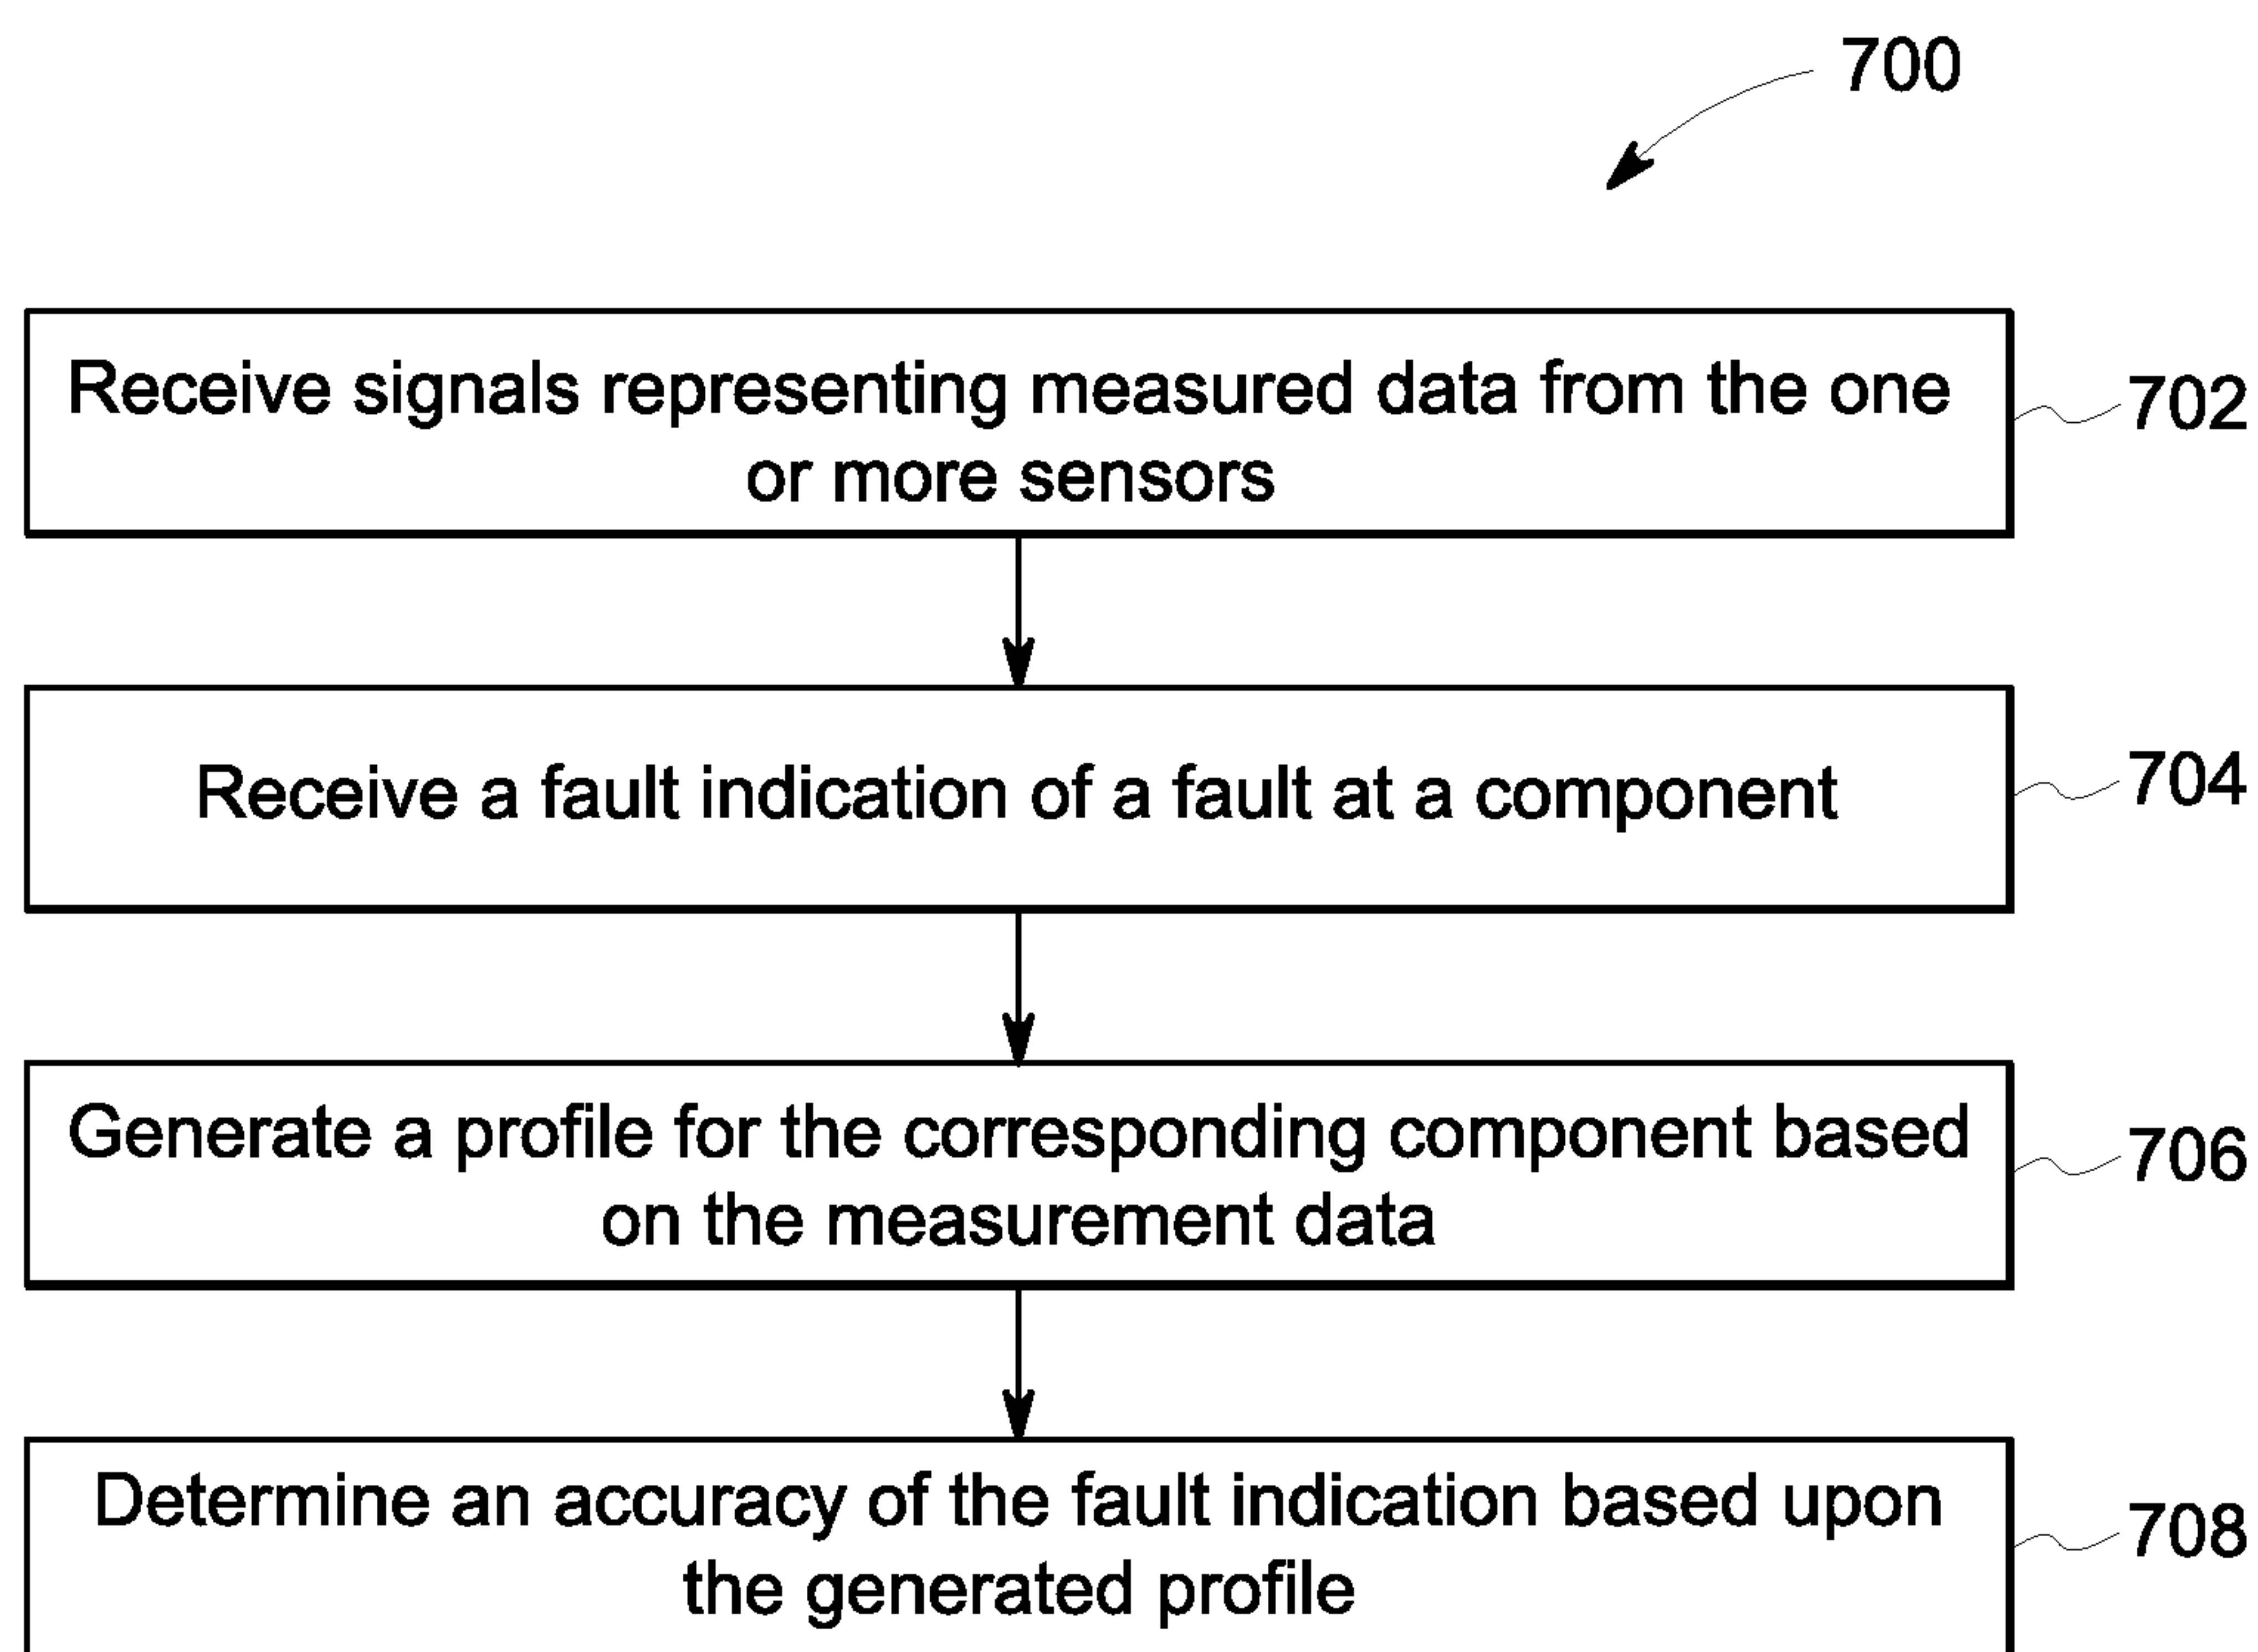 700
Receive signals representing measured data from the one
or more sensors
702
Receive a fault indication of a fault at a component
704
Generate a profile for the corresponding component based
on the measurement data
706
Determine an accuracy of the fault indication based upon
the generated profile
708